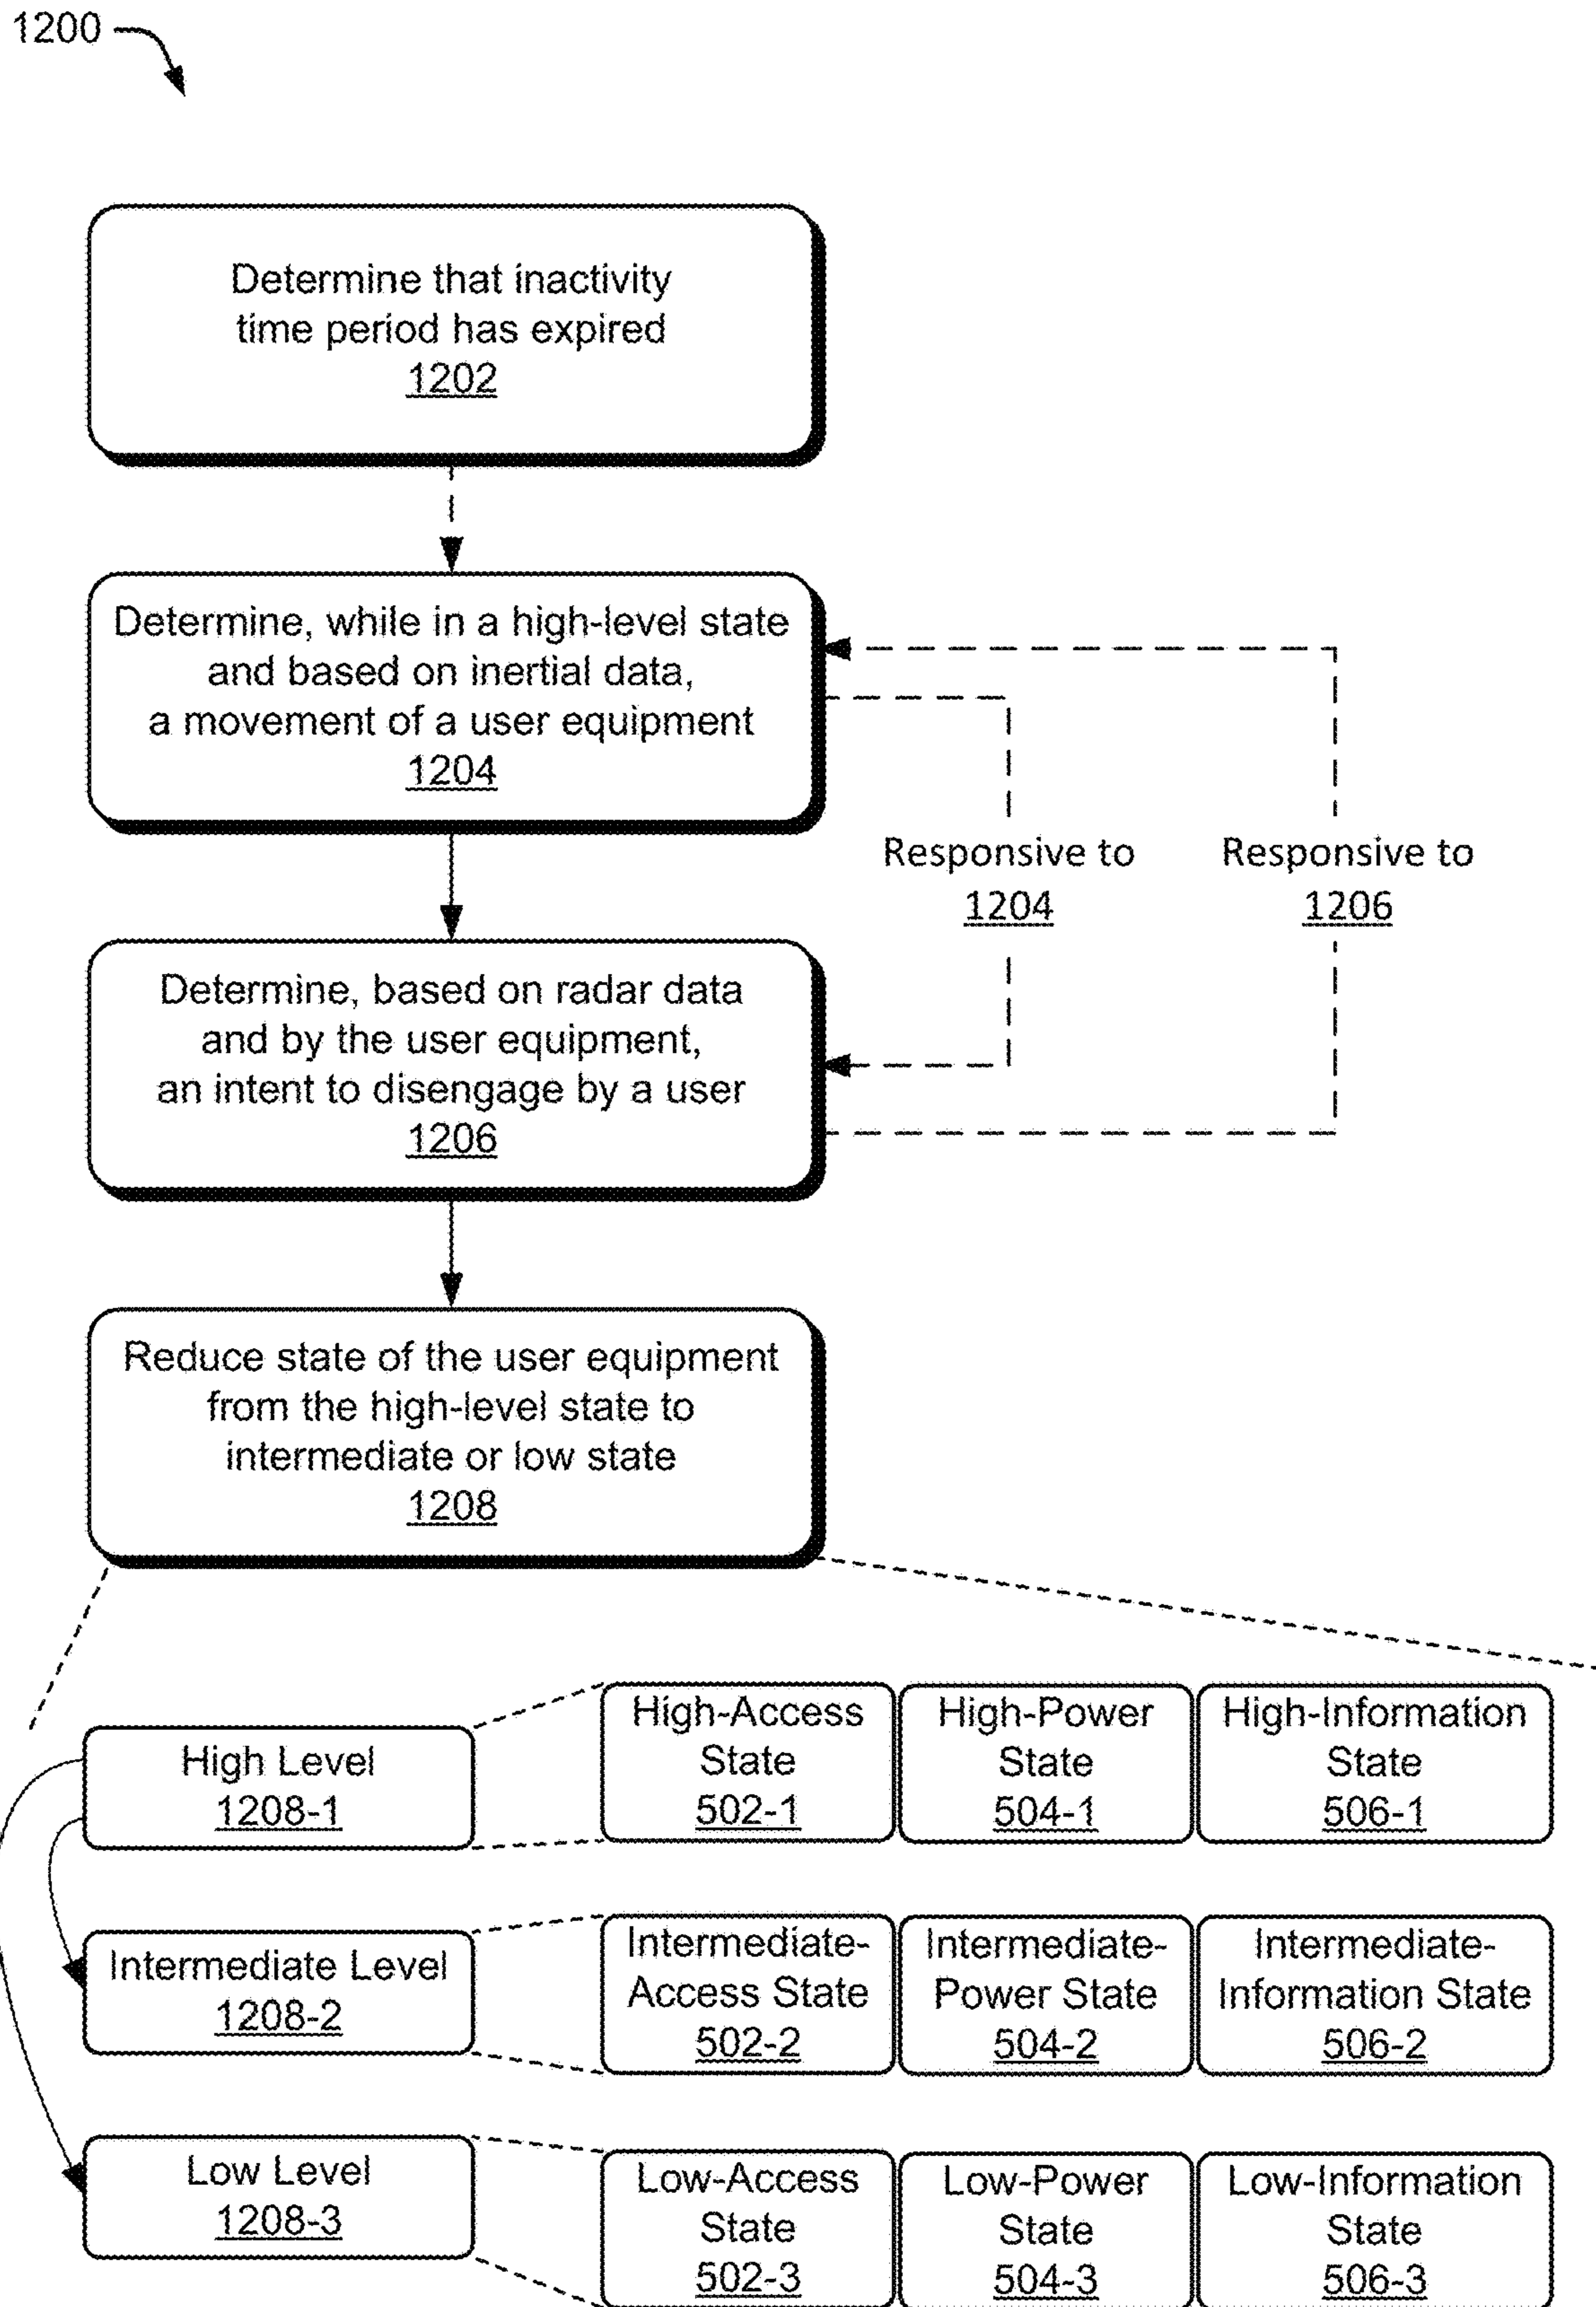 1200
Determine that inactivity
time period has expired
1202
Determine, while in a high-level state
and based on inertial data,
a movement of a user equipment
1204
Responsive to
1204
Responsive to
1206
Determine, based on radar data
and by the user equipment,
an intent to disengage by a user
1206
Reduce state of the user equipment
from the high-level state to
intermediate or low state
1208
High Level
1208-1
High-Access
State
502-1
High-Power
State
504-1
High-Information
State
506-1
Intermediate Level
1208-2
Intermediate-
Access State
502-2
Intermediate-
Power State
504-2
Intermediate-
Information State
506-2
Low Level
1208-3
Low-Access
State
502-3
Low-Power
State
504-3
Low-Information
State
506-3